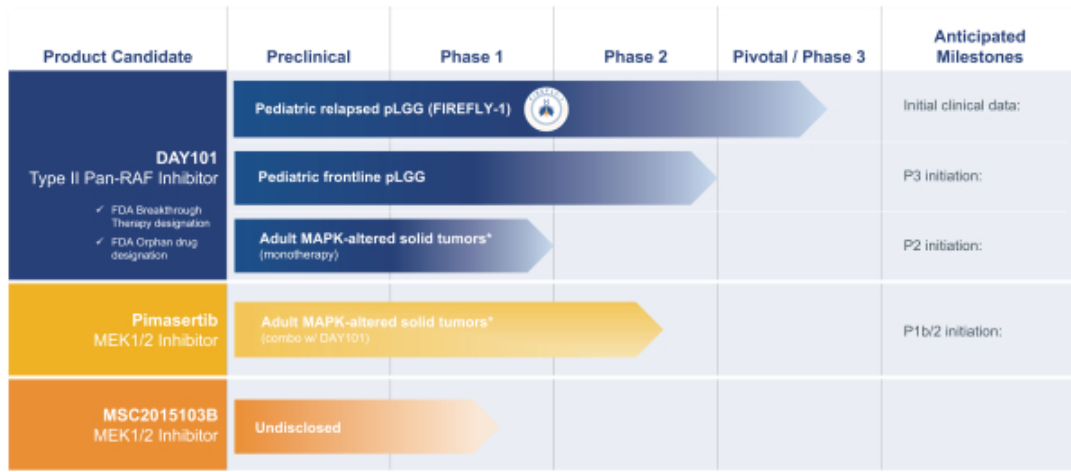 Product Candidate
Preclinical
Phase 1
Phase 2
Pivotal / Phase 3
Anticipated
Milestones
DAY101
Type II Pan-RAF Inhibitor
✓ FDA Breakthrough
Therapy designation
✓ FDA Orphan drug
designation
Pediatric relapsed pLGG (FIREFLY-1)
Initial clinical data:
Pediatric frontline pLGG
P3 initiation:
Adult MAPK-altered solid tumors*
(monotherapy)
P2 initiation:
Pimasertib
MEK1/2 Inhibitor
Adult MAPK-altered solid tumors*
(combo w/ DAY101)
P1b/2 initiation:
MSC2015103B
MEK1/2 Inhibitor
Undisclosed